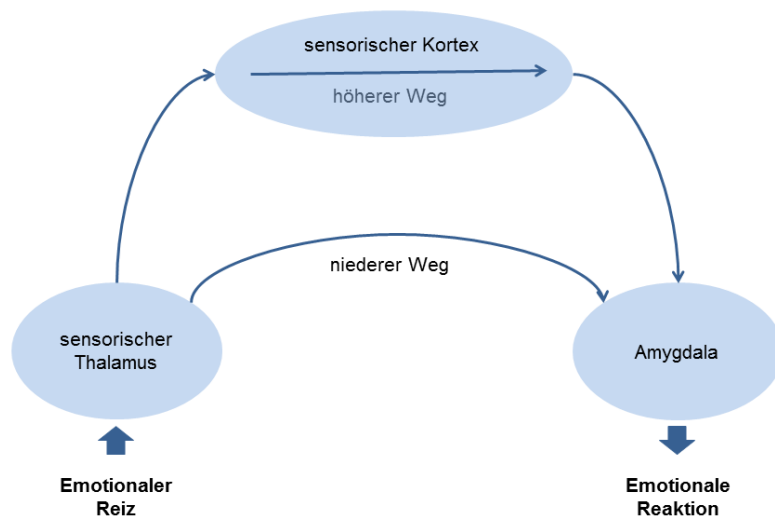 sensorischer Kortex
höherer Weg
niederer Weg
sensorischer
Thalamus
Amygdala
Emotionaler
Reiz
Emotionale
Reaktion